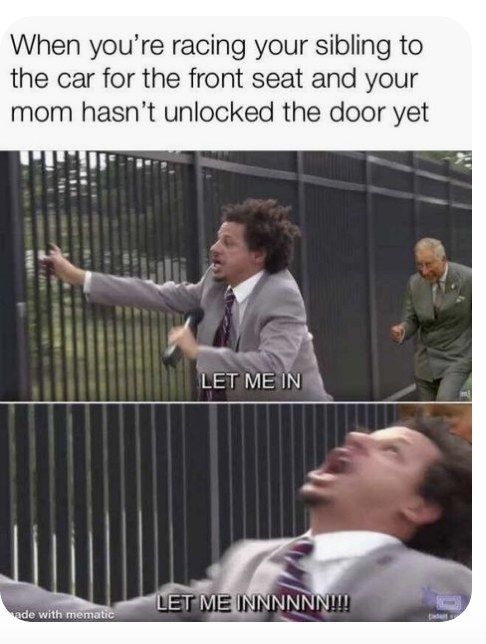 When you’re racing your sibling to
the car for the front seat and your
mom hasn’t unlocked the door yet
LET ME IN
LET ME INNNNNN!!!
made with mematic